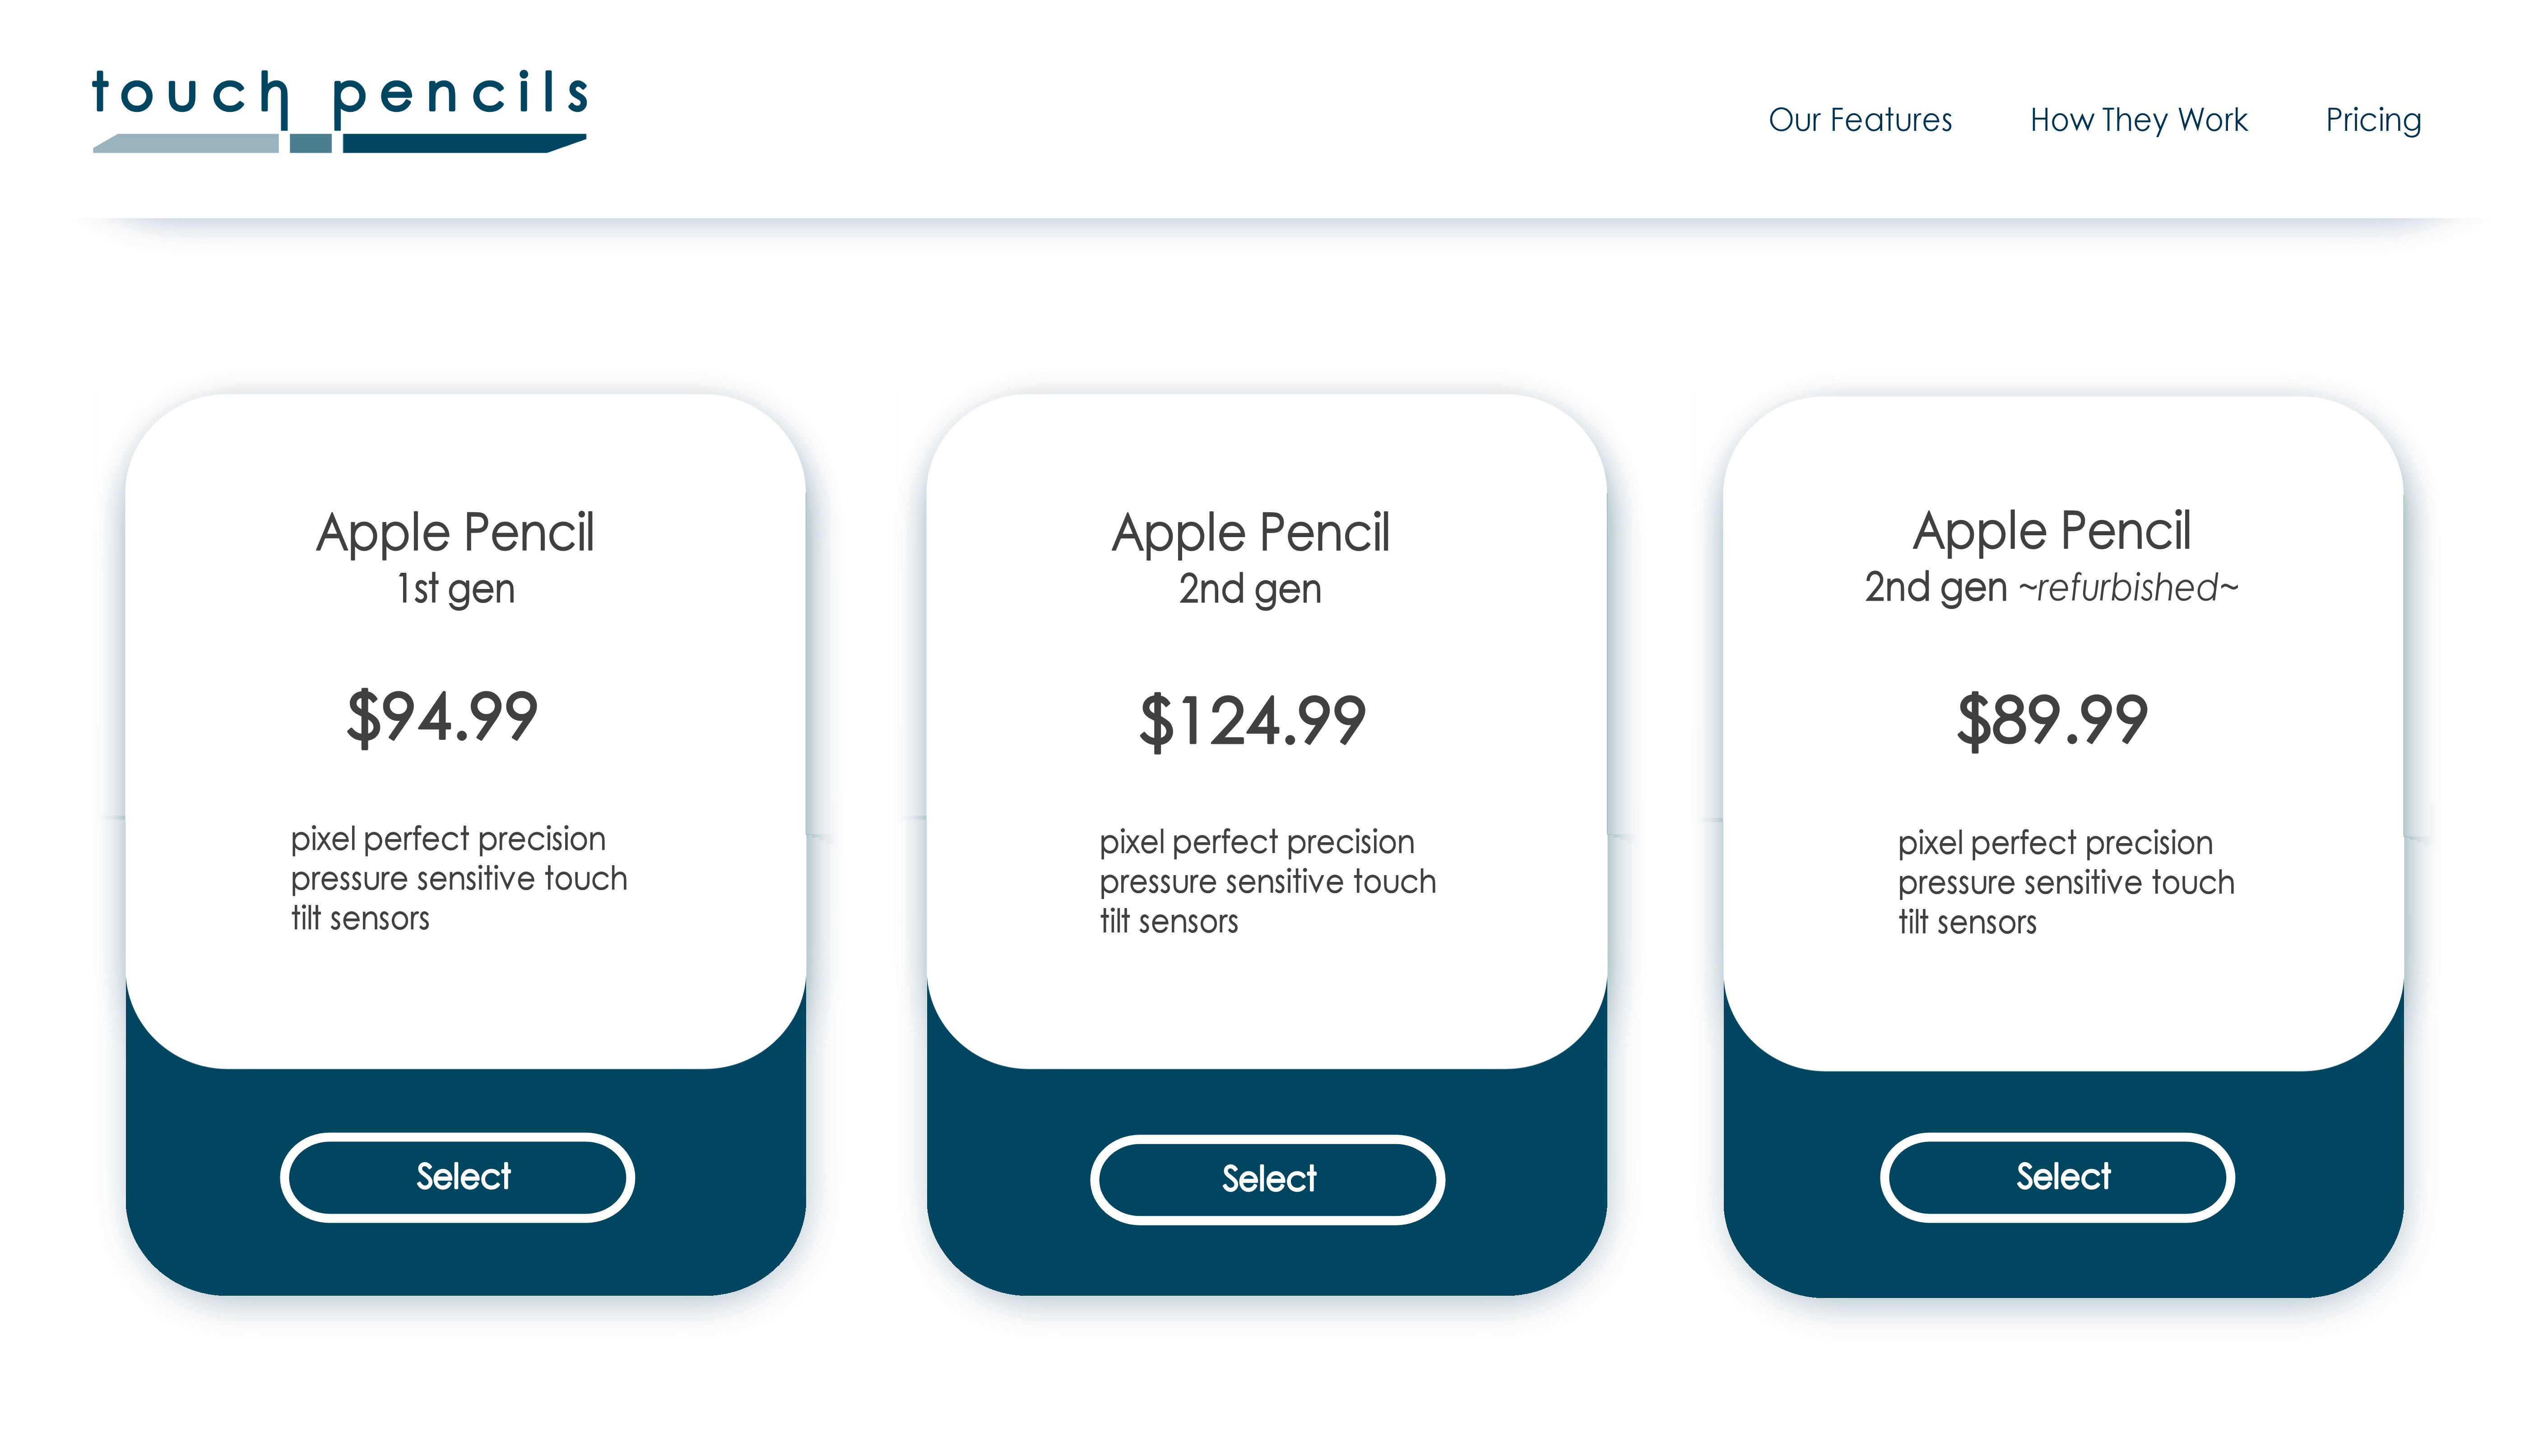 touch pencils
Our Features
How They Work
Pricing
Apple Pencil
1st gen
$94.99
pixel perfect precision
pressure sensitive touch
tilt sensors
Select
Apple Pencil
2nd gen
$124.99
pixel perfect precision
pressure sensitive touch
tilt sensors
Select
Apple Pencil
2nd gen ~refurbished~
$89.99
pixel perfect precision
pressure sensitive touch
tilt sensors
Select